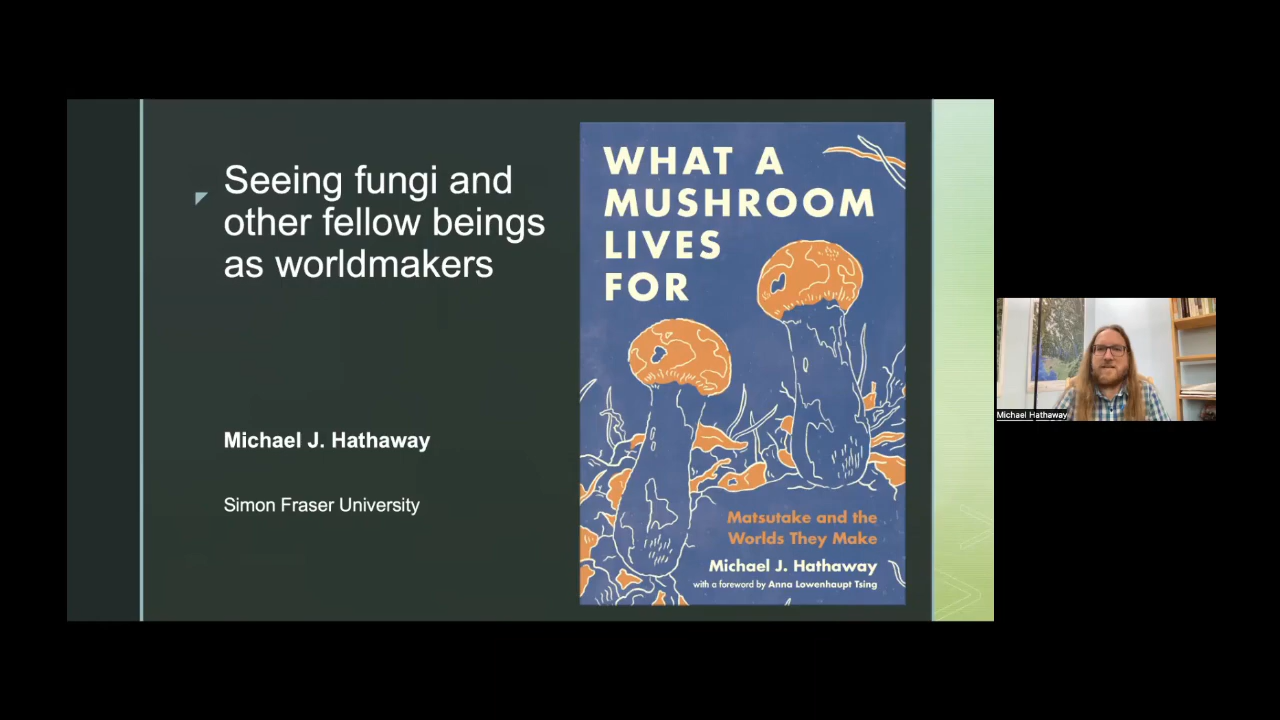 Seeing fungi and
other fellow beings
as worldmakers
Michael J. Hathaway
Simon Fraser University
WHAT A
MUSHROOM
LIVES
FOR
Matsutake and the
Worlds They Make
Michael J. Hathaway
with a foreword by Anna Lowenhaupt Tsing
Michael Hathaway